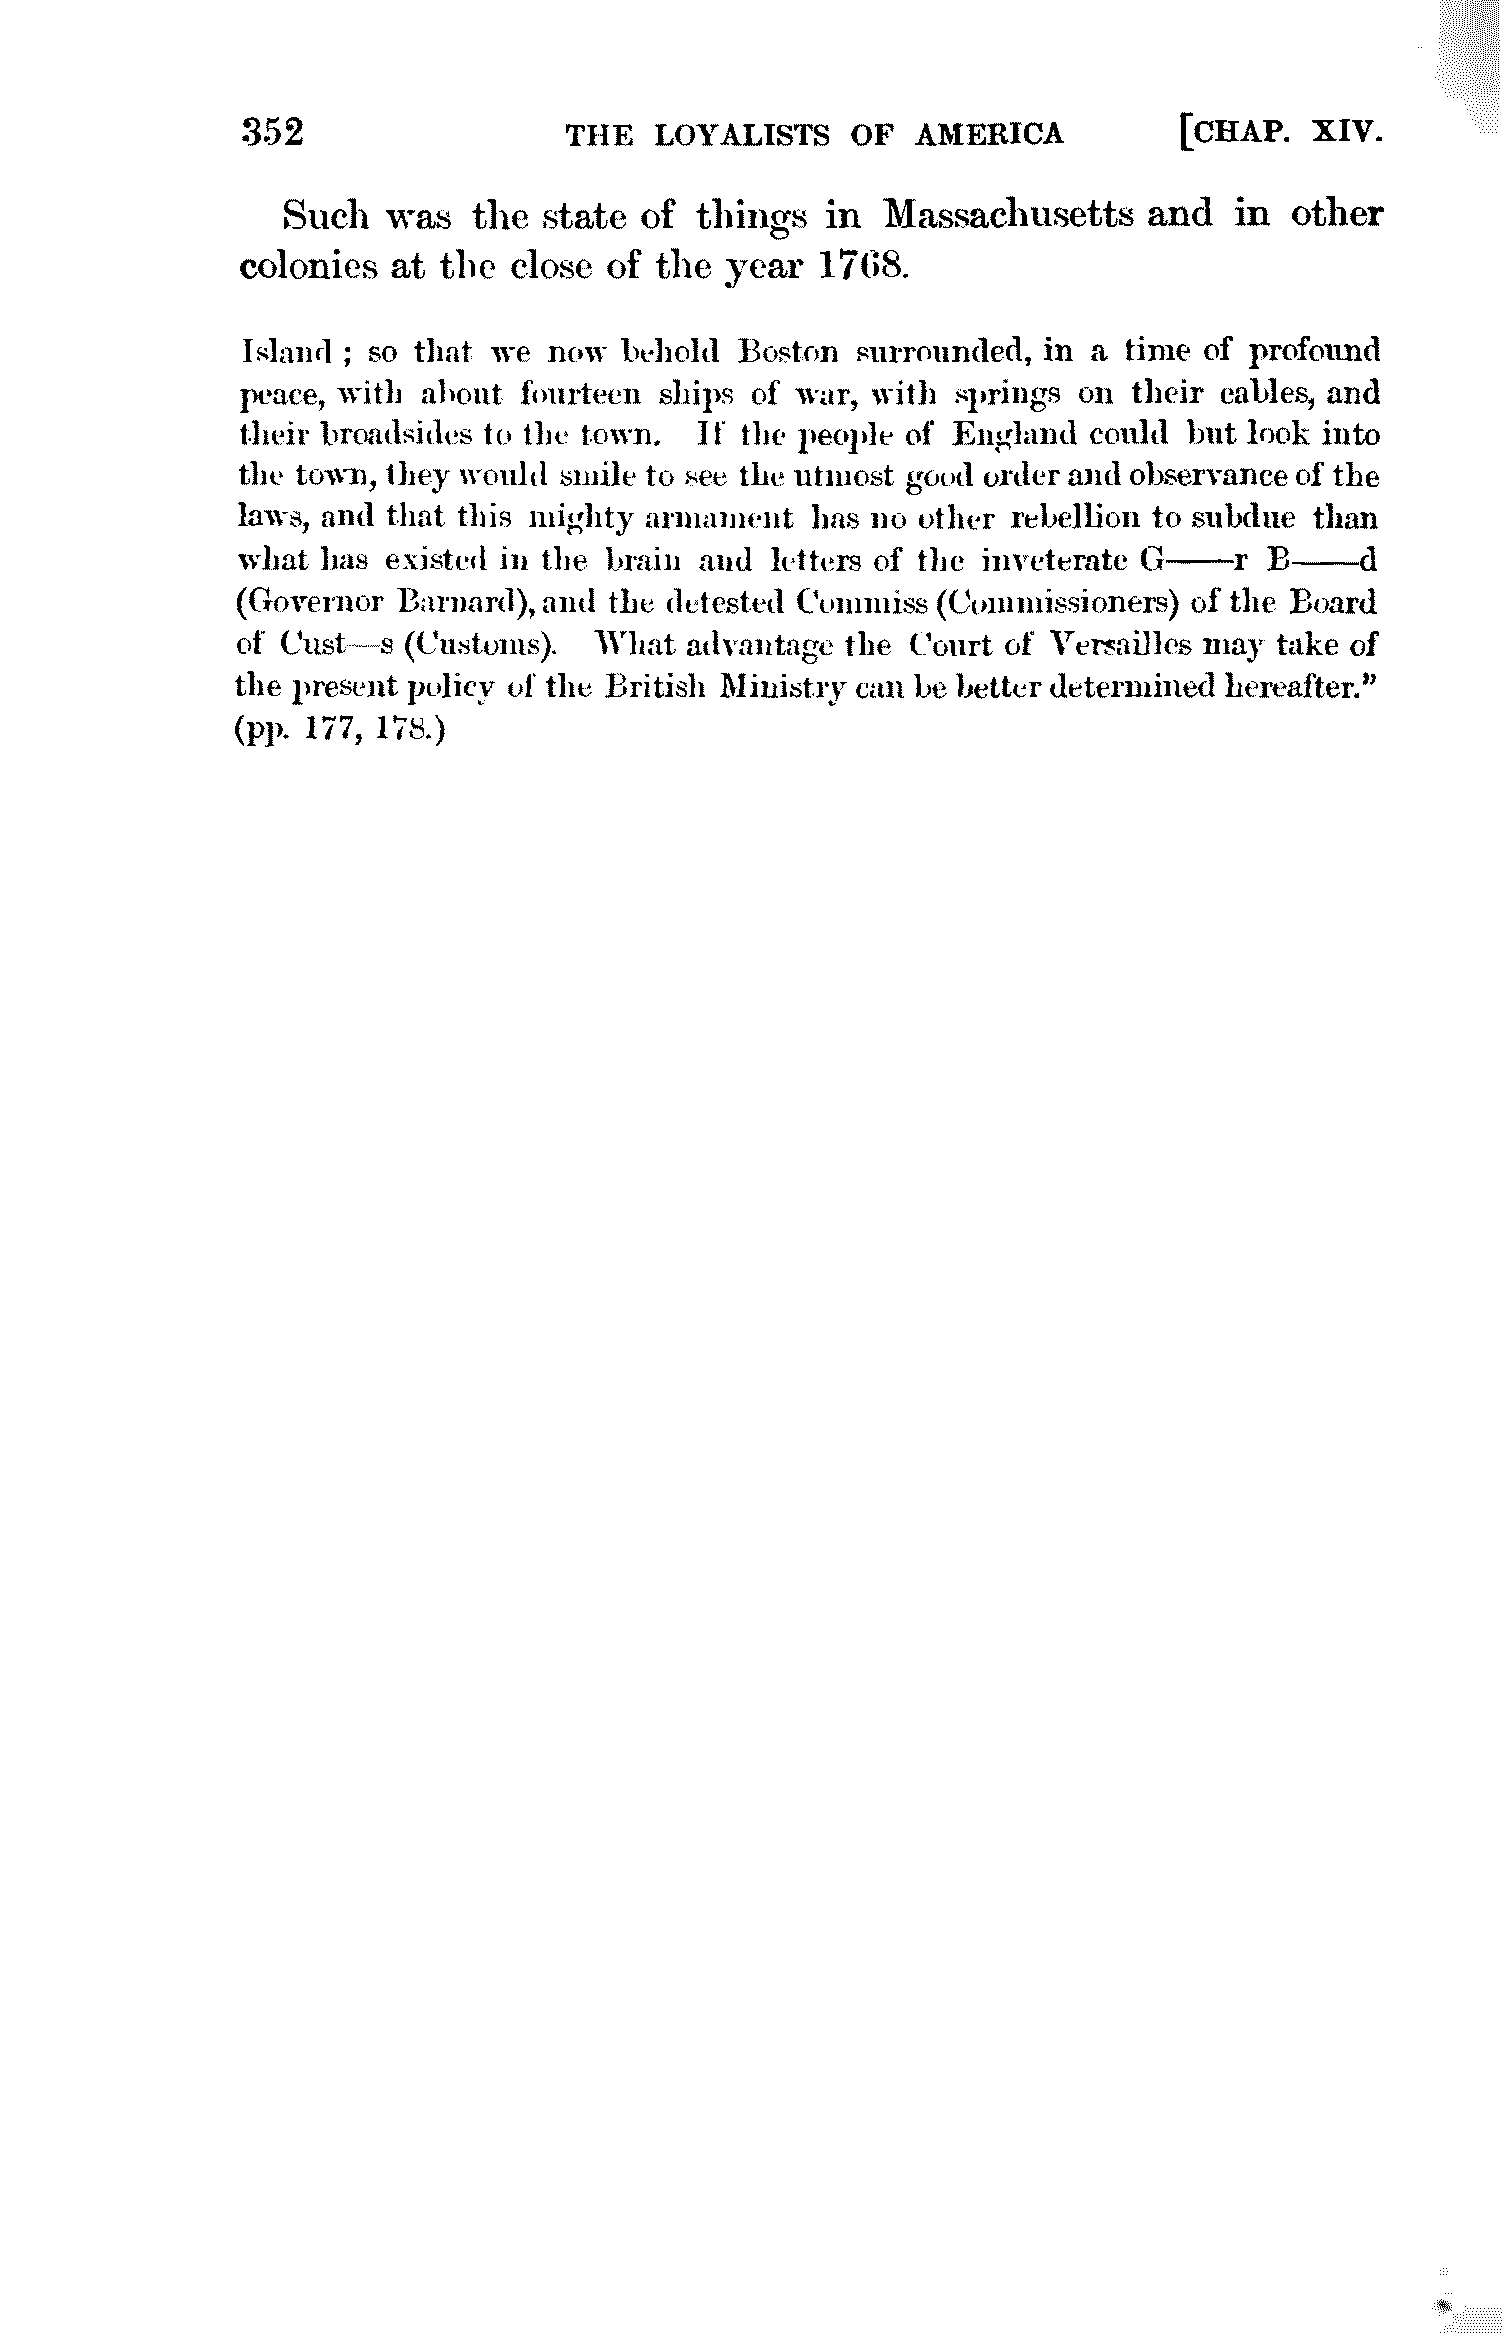 352 THE LOYALISTS OF AMERICA [CHAP. XIV.
Such was the state of things in Massachusetts and in other
colonies at the close of the year 1768.
Island ; so that we now behold Boston surrounded, in a time of profound
peace, with about fourteen ships of war, with springs on their cables, and
their broadsides to the town. If the people of England could but look into
the town, they would smile to see the utmost good order and observance of the
laws, and that this mighty armament has no other rebellion to subdue than
what has existed in the brain and letters of the inveterate G——r B——d
(Governor Barnard), and the detested Commiss (Commissioners) of the Board
of Cust—s (Customs). What advantage the Court of Versailles may take of
the present policy of the British Ministry can be better determined hereafter."
(pp. 177, 178.)